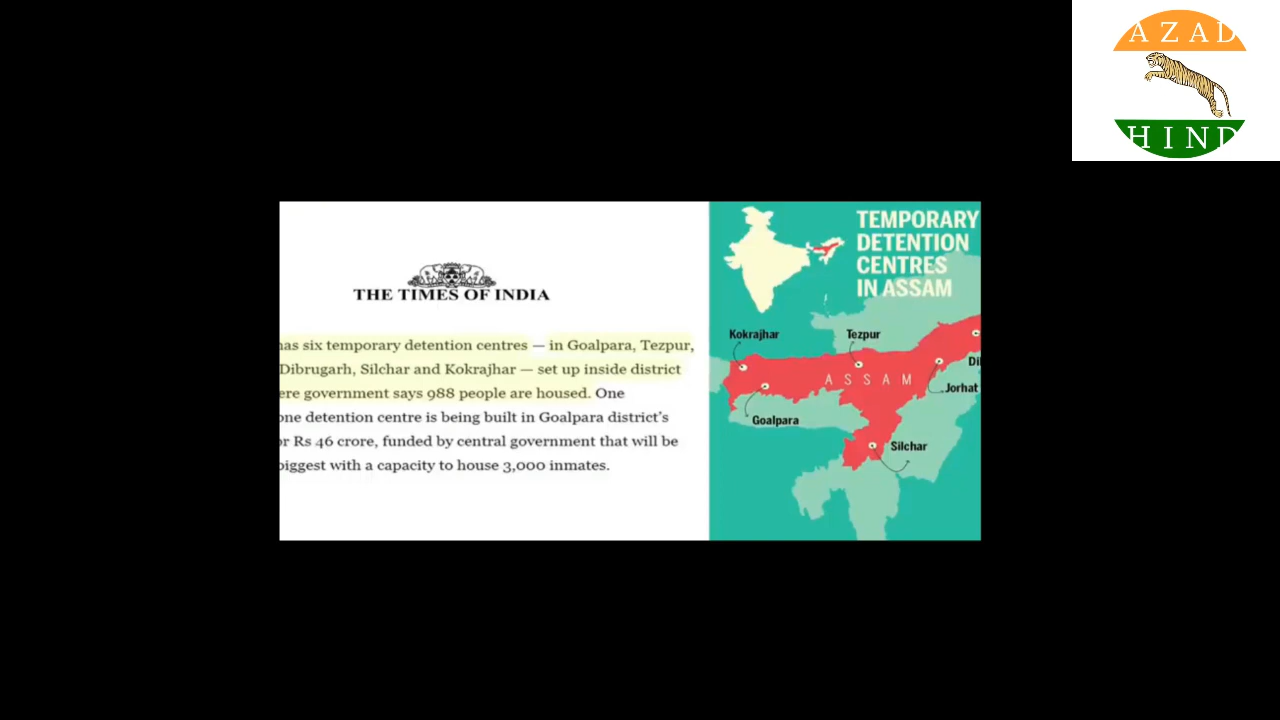 AZAD
HIND
THE TIMES OF INDIA
has six temporary detention centres — in Goalpara, Tezpur,
Dibrugarh, Silchar and Kokrajhar — set up inside district
ere government says 988 people are housed. One
one detention centre is being built in Goalpara district's
or Rs 46 crore, funded by central government that will be
biggest with a capacity to house 3,000 inmates.
TEMPORARY
DETENTION
CENTRES
IN ASSAM
Kokrajhar
Tezpur
ASSAM
Di
Jorhat
Goalpara
Silchar